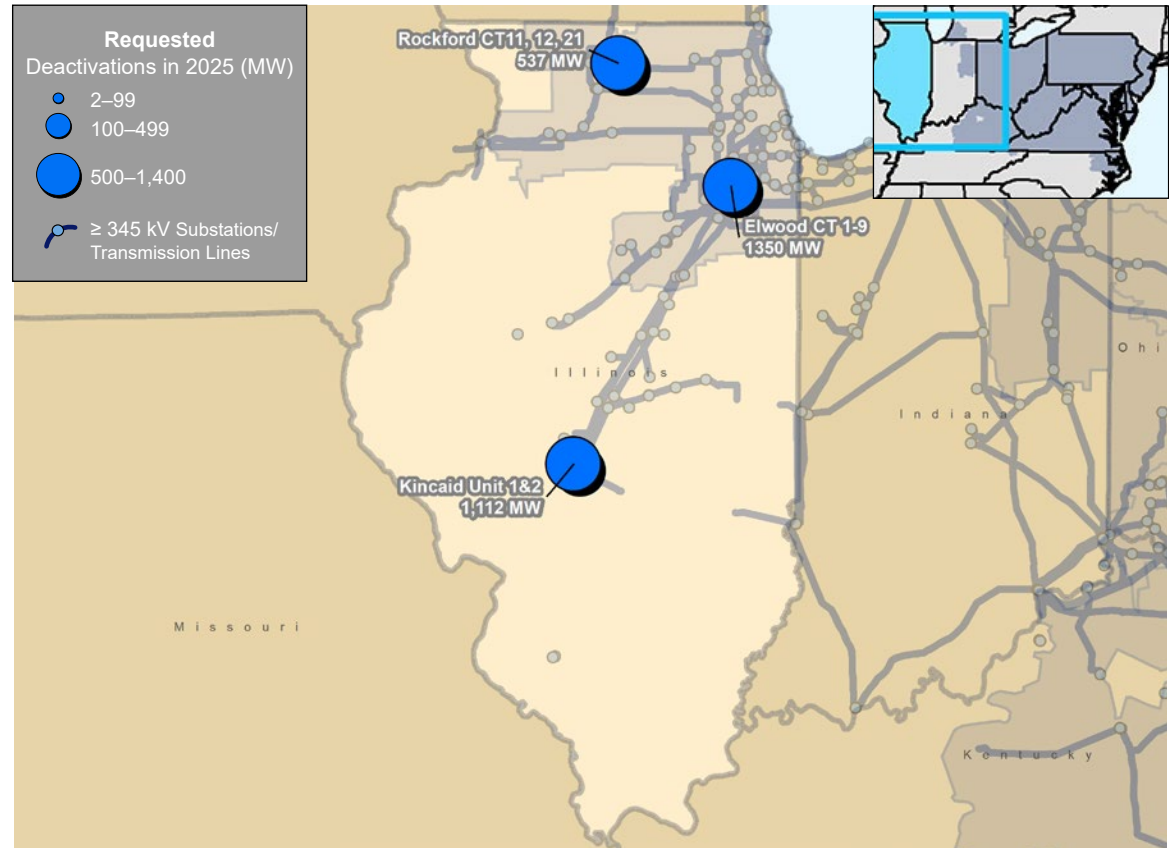 Requested
Deactivations in 2025 (MW)
2–99
100–499
500–1,400
≥ 345 kV Substations/
Transmission Lines
Rockford CT11, 12, 21
537 MW
Elwood CT 1-9
1350 MW
Ohi
Illinois
Indiana
Kincaid Unit 1&2
1,112 MW
Missouri
Kentucky